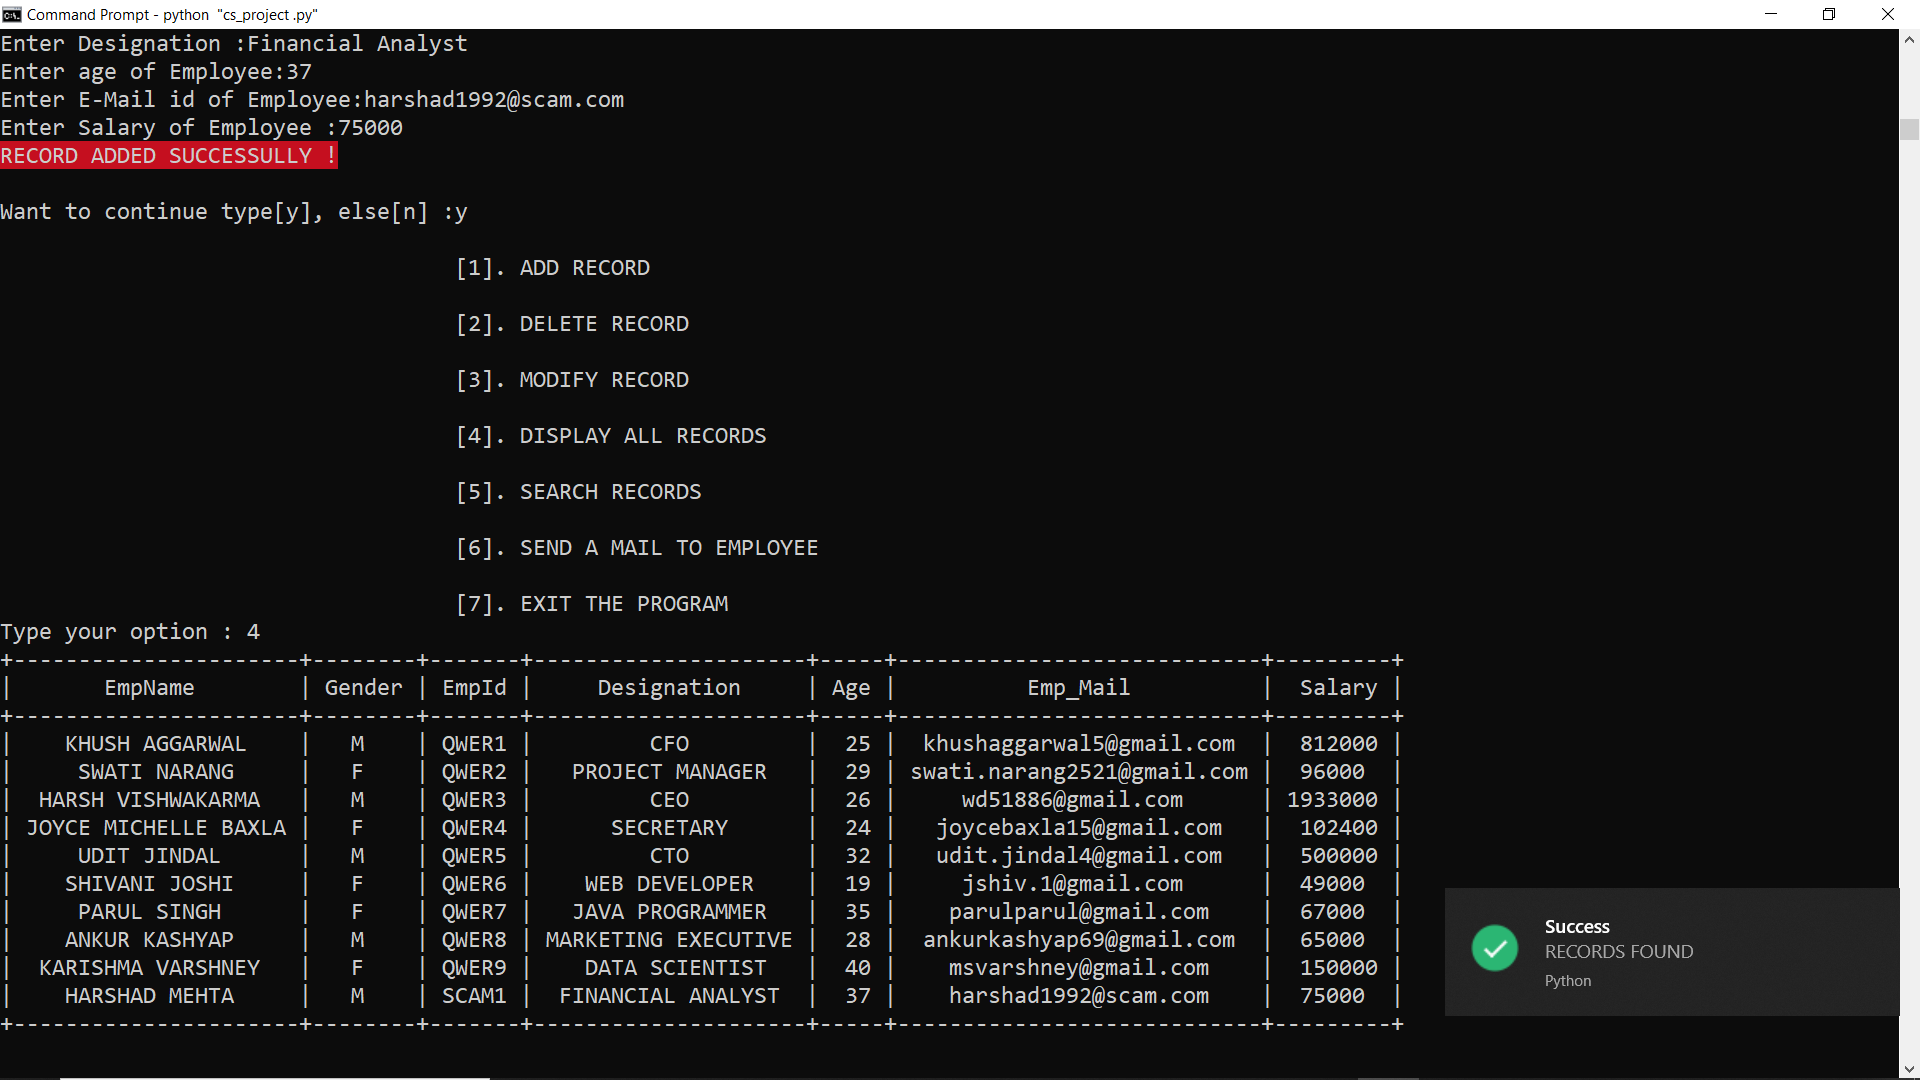 Command Prompt - python  "cs_project .py"
Enter Designation :Financial Analyst
Enter age of Employee:37
Enter E-Mail id of Employee:harshad1992@scam.com
Enter Salary of Employee :75000
RECORD ADDED SUCCESSULLY !
Want to continue type[y], else[n] :y
[1]. ADD RECORD
[2]. DELETE RECORD
[3]. MODIFY RECORD
[4]. DISPLAY ALL RECORDS
[5]. SEARCH RECORDS
[6]. SEND A MAIL TO EMPLOYEE
[7]. EXIT THE PROGRAM
Type your option : 4
+----------------------+--------+-------+---------------------+-----+----------------------------+---------+
|       EmpName        | Gender | EmpId |     Designation     | Age |          Emp_Mail          |  Salary |
+----------------------+--------+-------+---------------------+-----+----------------------------+---------+
|    KHUSH AGGARWAL    |   M    | QWER1 |         CFO         |  25 |  khushaggarwal5@gmail.com  |  812000 |
|     SWATI NARANG     |   F    | QWER2 |   PROJECT MANAGER   |  29 | swati.narang2521@gmail.com |  96000  |
|  HARSH VISHWAKARMA   |   M    | QWER3 |         CEO         |  26 |     wd51886@gmail.com      | 1933000 |
| JOYCE MICHELLE BAXLA |   F    | QWER4 |      SECRETARY      |  24 |   joycebaxla15@gmail.com   |  102400 |
|     UDIT JINDAL      |   M    | QWER5 |         CTO         |  32 |   udit.jindal4@gmail.com   |  500000 |
|    SHIVANI JOSHI     |   F    | QWER6 |    WEB DEVELOPER    |  19 |     jshiv.1@gmail.com      |  49000  |
|     PARUL SINGH      |   F    | QWER7 |   JAVA PROGRAMMER   |  35 |    parulparul@gmail.com    |  67000  |
|    ANKUR KASHYAP     |   M    | QWER8 | MARKETING EXECUTIVE |  28 |  ankurkashyap69@gmail.com  |  65000  |
|  KARISHMA VARSHNEY   |   F    | QWER9 |    DATA SCIENTIST   |  40 |    msvarshney@gmail.com    |  150000 |
|    HARSHAD MEHTA     |   M    | SCAM1 |  FINANCIAL ANALYST  |  37 |    harshad1992@scam.com    |  75000  |
+----------------------+--------+-------+---------------------+-----+----------------------------+---------+
Success
RECORDS FOUND
Python